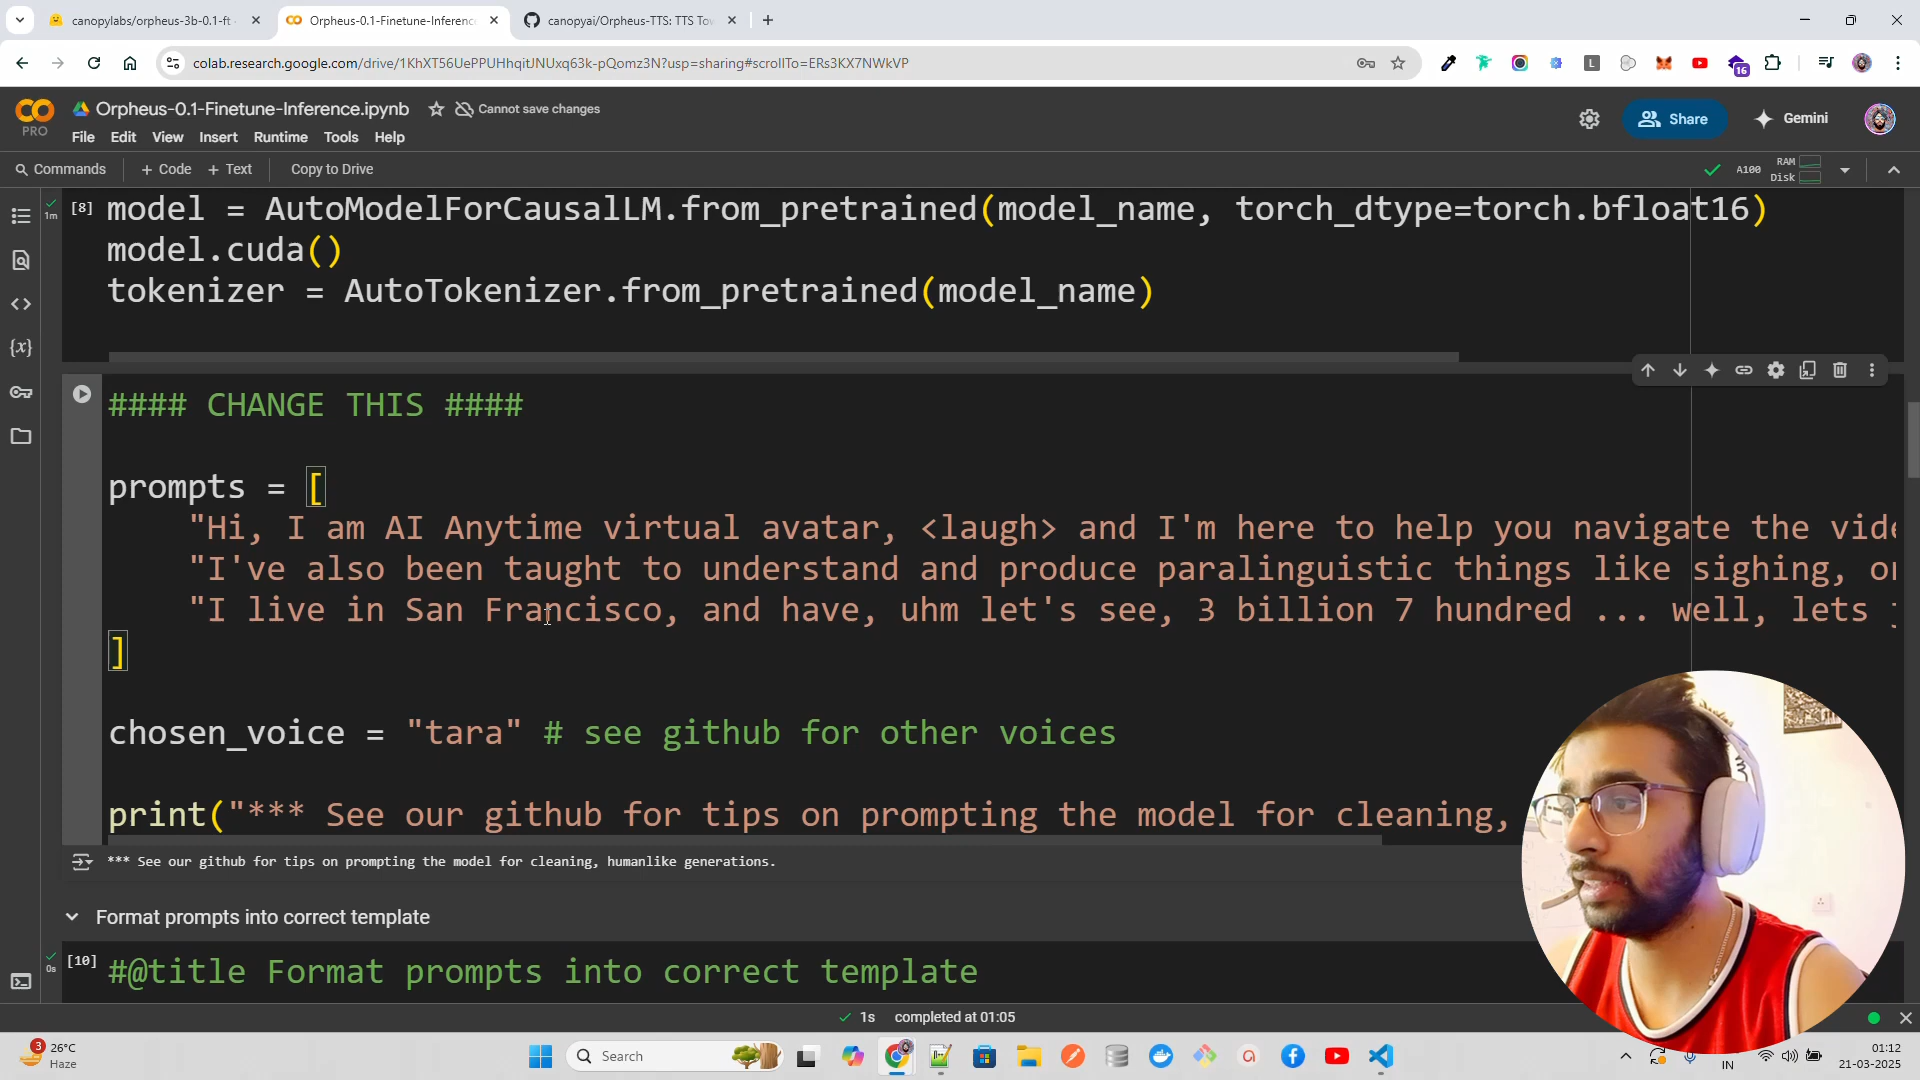 canopylabs/orpheus-3b-0.1-ft
Orpheus-0.1-Finetune-Inference
canopyai/Orpheus-TTS: TTS Tow
colab.research.google.com/drive/1KhXT56UePPUHhqitJNUxq63k-pQomz3N?usp=sharing#scrollTo=ERs3KX7NWkVP
L
16
PRO
Orpheus-0.1-Finetune-Inference.ipynb
Cannot save changes
Share
Gemini
File Edit View Insert Runtime Tools Help
Commands + Code + Text Copy to Drive
A100
RAM
Disk
1m
[8]
model = AutoModelForCausalLM.from_pretrained(model_name, torch_dtype=torch.bfloat16)
model.cuda()
tokenizer = AutoTokenizer.from_pretrained(model_name)
#### CHANGE THIS ####
prompts = [
"Hi, I am AI Anytime virtual avatar, <laugh> and I'm here to help you navigate the vide
"I've also been taught to understand and produce paralinguistic things like sighing, or
"I live in San Francisco, and have, uhm let's see, 3 billion 7 hundred ... well, lets j
]
chosen_voice = "tara" # see github for other voices
print("*** See our github for tips on prompting the model for cleaning,
*** See our github for tips on prompting the model for cleaning, humanlike generations.
Format prompts into correct template
0s
[10]
#@title Format prompts into correct template
1s completed at 01:05
3
26°C
Haze
Search
IN
01:12
21-03-2025